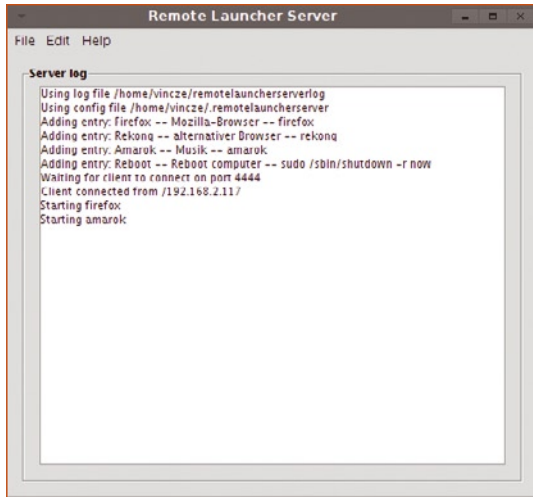 Remote Launcher Server
File Edit Help
Server log
Using log file /home/vincze/remotelauncherserverlog
Using config file /home/vincze/.remotelauncherserver
Adding entry: Firefox -- Mozilla-Browser -- firefox
Adding entry: Rekonq -- alternativer Browser -- rekonq
Adding entry: Amarok -- Musik -- amarok
Adding entry: Reboot -- Reboot computer -- sudo /sbin/shutdown -r now
Waiting for client to connect on port 4444
Client connected from /192.168.2.117
Starting firefox
Starting amarok